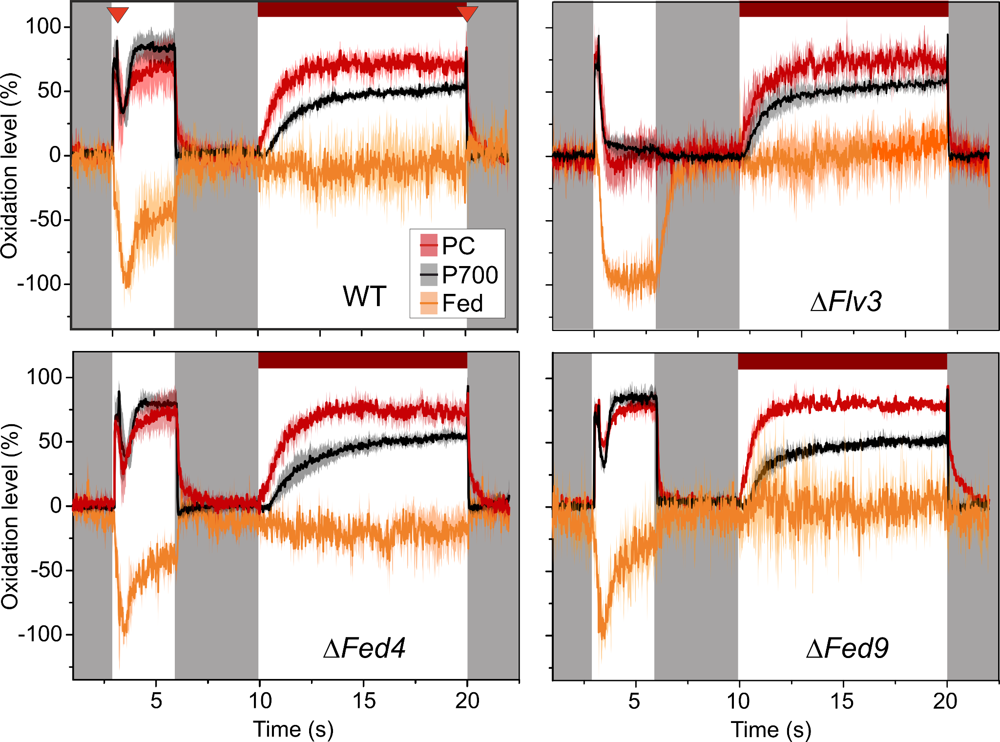 100
50
0
-50
-100
Oxidation level (%)
PC
P700
Fed
WT
ΔFlv3
100
50
0
-50
-100
Oxidation level (%)
ΔFed4
ΔFed9
5
10
15
20
Time (s)
5
10
15
20
Time (s)